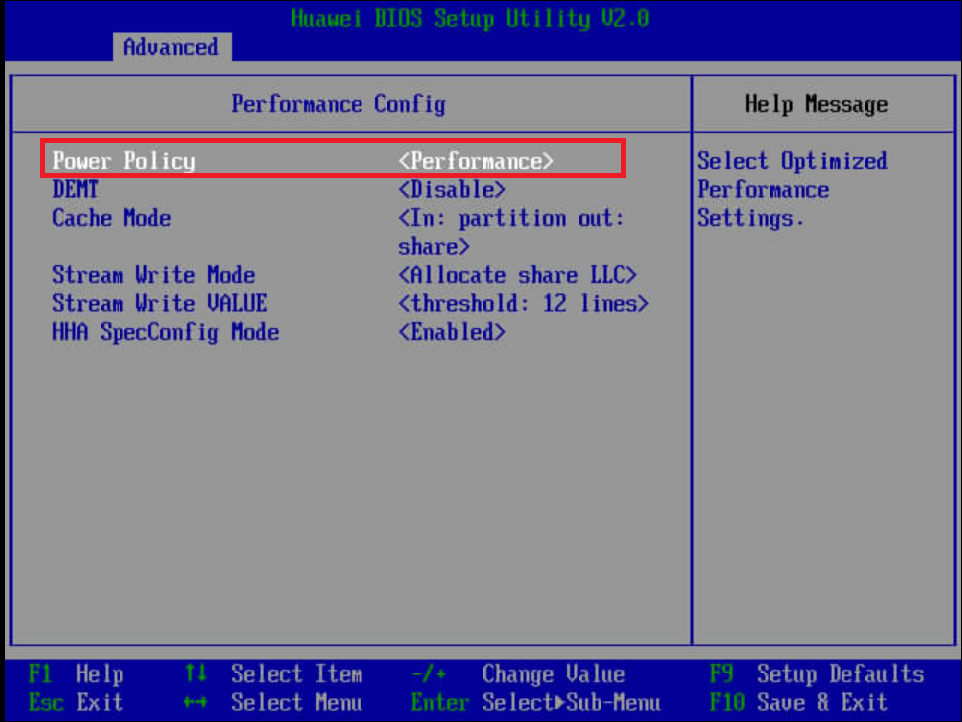 Huawei BIOS Setup Utility V2.0
Advanced
Performance Config
Power Policy <Performance>
DEMT <Disable>
Cache Mode <In: partition out:
share>
Stream Write Mode <Allocate share LLC>
Stream Write VALUE <threshold: 12 lines>
HHA SpecConfig Mode <Enabled>
Help Message
Select Optimized
Performance
Settings.
F1 Help ↑↓ Select Item -/+ Change Value F9 Setup Defaults
Esc Exit ←→ Select Menu Enter Select▶Sub-Menu F10 Save & Exit